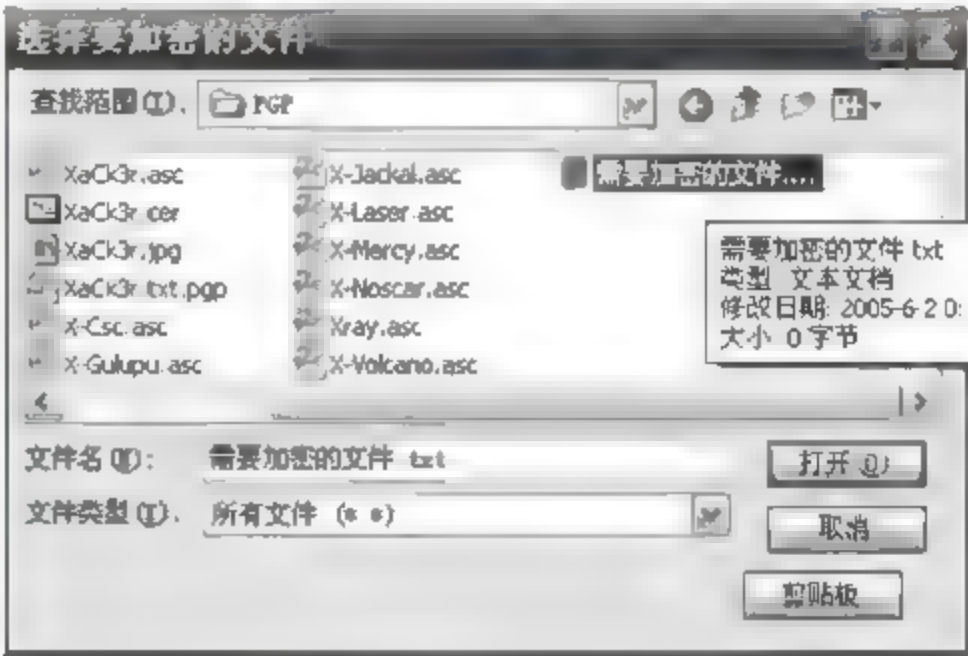 选择要加密的文件
查找范围(I):
PGP
XaCk3r.asc
XaCk3r.cer
XaCk3r.jpg
XaCk3r.txt.pgp
X-Csc.asc
X-Gulupu.asc
X-Jackal.asc
X-Laser.asc
X-Mercy.asc
X-Noscar.asc
Xray.asc
X-Volcano.asc
需要加密的文件....
需要加密的文件.txt
类型: 文本文档
修改日期: 2005-6-2 0:
大小: 0 字节
文件名(N):
需要加密的文件.txt
文件类型(T):
所有文件 (*.*)
打开(O)
取消
剪贴板